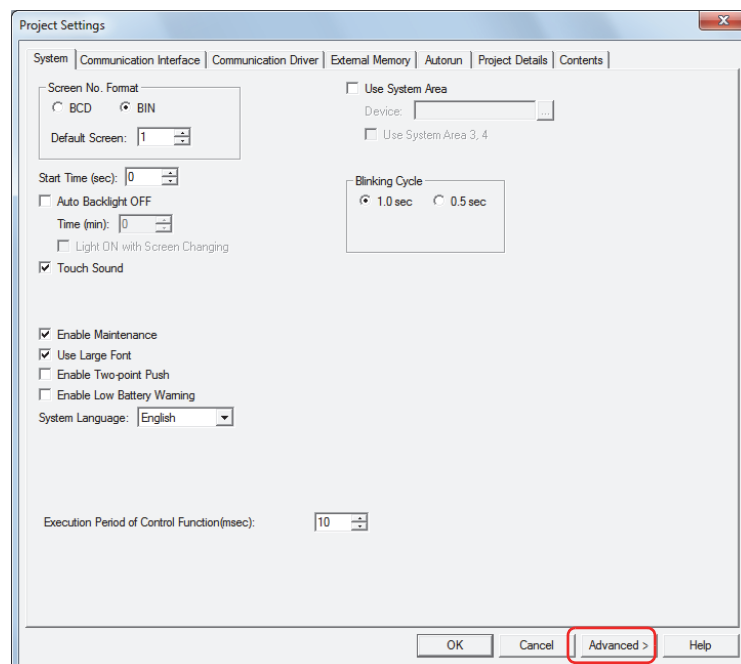 Project Settings
System Communication Interface Communication Driver External Memory Autorun Project Details Contents
Screen No. Format
BCD BIN
Default Screen: 1
Start Time (sec): 0
Auto Backlight OFF
Time (min): 0
Light ON with Screen Changing
Touch Sound
Enable Maintenance
Use Large Font
Enable Two-point Push
Enable Low Battery Warning
System Language: English
Use System Area
Device: ...
Use System Area 3, 4
Blinking Cycle
1.0 sec 0.5 sec
Execution Period of Control Function(msec): 10
OK Cancel Advanced > Help